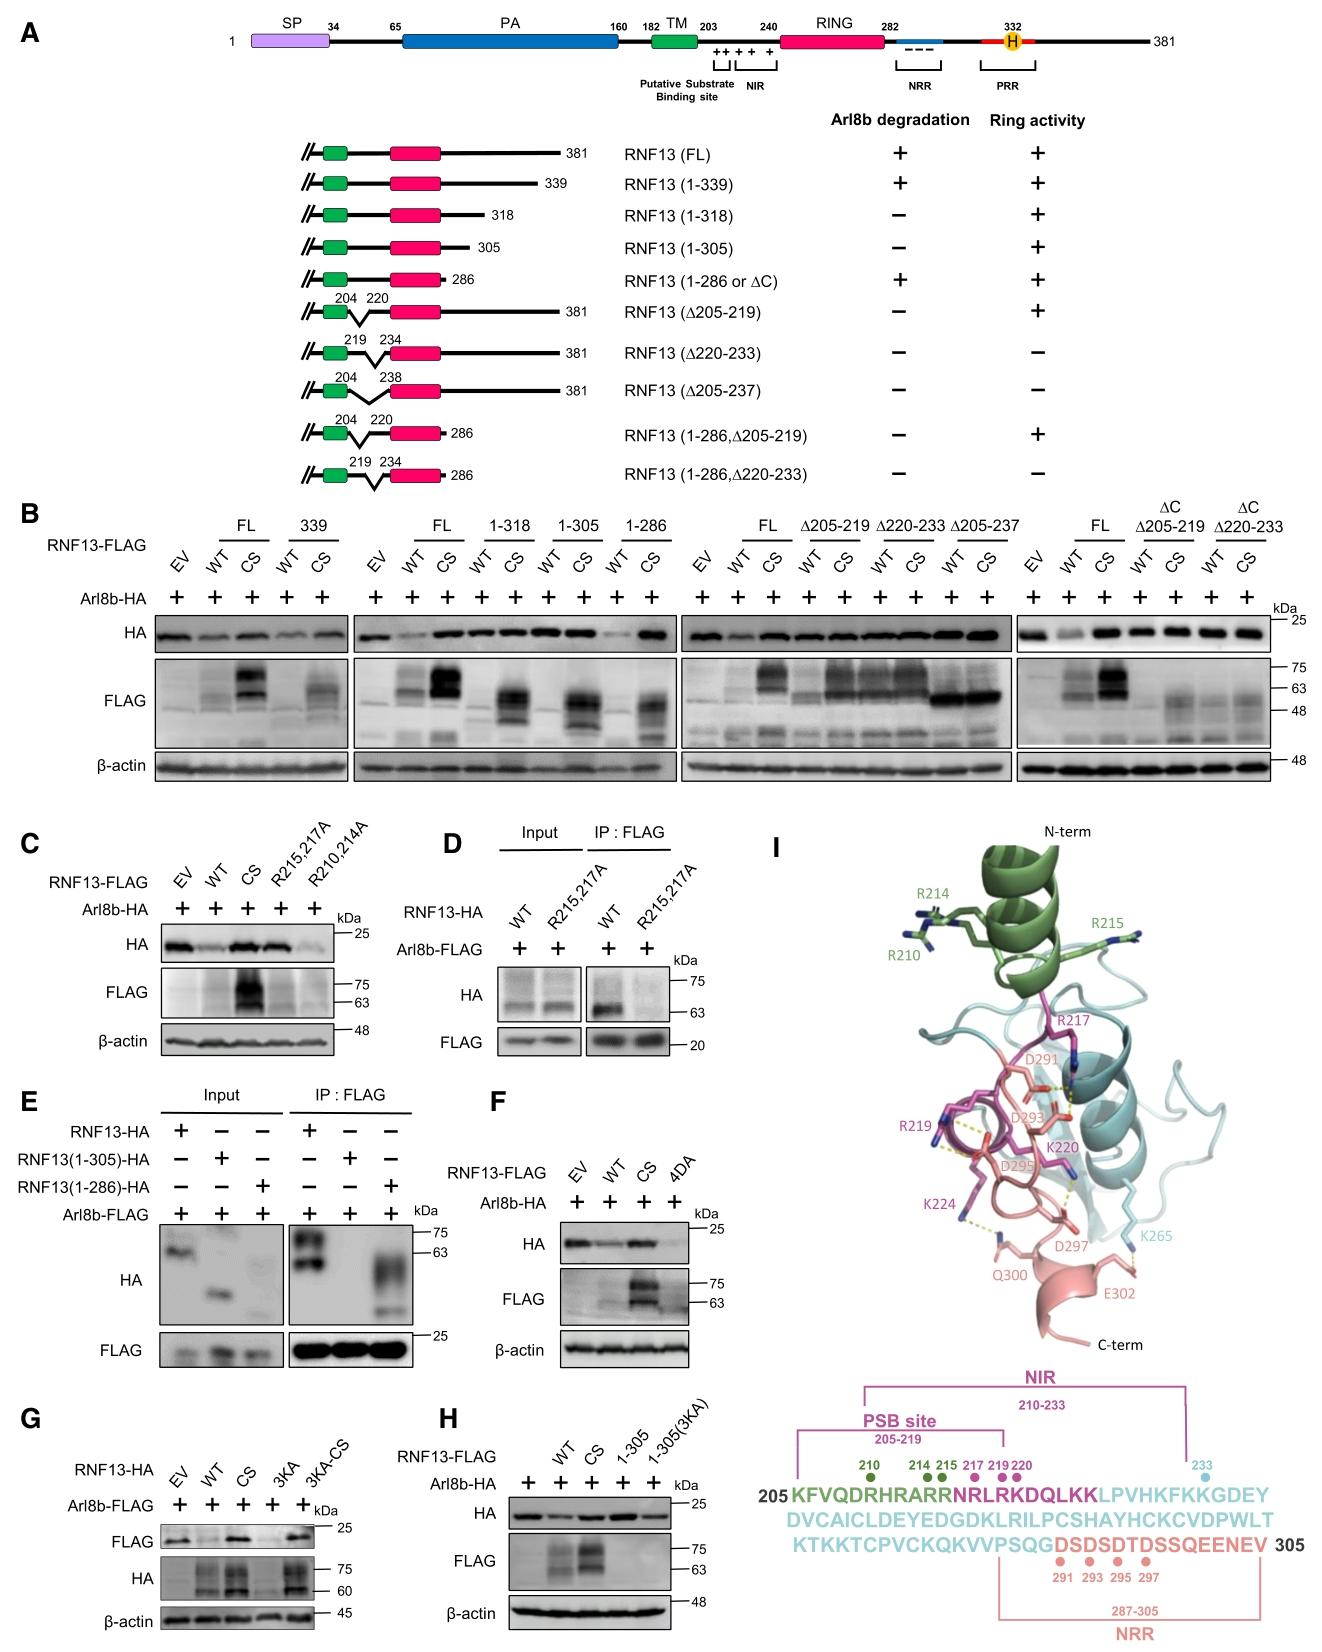 A
SP 34 65 PA 160 182 TM 203 240 RING 282 332
1 H 381
++ + + + – – –
Putative Substrate Binding site NIR NRR PRR
Arl8b degradation Ring activity
381 RNF13 (FL) + +
339 RNF13 (1-339) + +
318 RNF13 (1-318) – +
305 RNF13 (1-305) – +
286 RNF13 (1-286 or ΔC) + +
204 220
381 RNF13 (Δ205-219) – +
219 234
381 RNF13 (Δ220-233) – –
204 238
381 RNF13 (Δ205-237) – –
204 220
286 RNF13 (1-286,Δ205-219) – +
219 234
286 RNF13 (1-286,Δ220-233) – –
B
FL 339 FL 1-318 1-305 1-286 FL Δ205-219 Δ220-233 Δ205-237 FL ΔC Δ205-219 ΔC Δ220-233
RNF13-FLAG
EV WT CS WT CS EV WT CS WT CS WT CS WT CS EV WT CS WT CS WT CS WT CS EV WT CS WT CS WT CS
Arl8b-HA + + + + + + + + + + + + + + + + + + + + + + + + + + + +
kDa
HA 25
FLAG 75
63
48
β-actin 48
C
RNF13-FLAG EV WT CS R215,217A R210,214A
Arl8b-HA + + + + +
kDa
HA 25
FLAG 75
63
β-actin 48
D
Input IP : FLAG
RNF13-HA WT R215,217A WT R215,217A
Arl8b-FLAG + + + +
kDa
HA 75
63
FLAG 20
E
Input IP : FLAG
RNF13-HA + – – + – –
RNF13(1-305)-HA – + – – + –
RNF13(1-286)-HA – – + – – +
Arl8b-FLAG + + + + + +
kDa
HA 75
63
FLAG 25
F
RNF13-FLAG EV WT CS 4DA
Arl8b-HA + + + +
kDa
HA 25
FLAG 75
63
β-actin
G
RNF13-HA EV WT CS 3KA 3KA-CS
Arl8b-FLAG + + + + +
kDa
FLAG 25
HA 75
60
β-actin 45
H
RNF13-FLAG WT CS 1-305 1-305(3KA)
Arl8b-HA + + + + +
kDa
HA 25
FLAG 75
63
β-actin 48
I
N-term
R214
R215
R210
R217
D291
D293
R219
K220
D295
K224
D297
K265
Q300
E302
C-term
NIR
210-233
PSB site
205-219
210 214 215 217 219 220 233
205 KFVQDRHRARRNRLRKDQLKKLPVHKFKKGDEY
DVCAICLDEYEDGDKLRILPCSHAYHCKCVDPWLT
KTKKTCPVCKQKVVPSQGDSDSDTDSSQEENEV 305
291 293 295 297
287-305
NRR